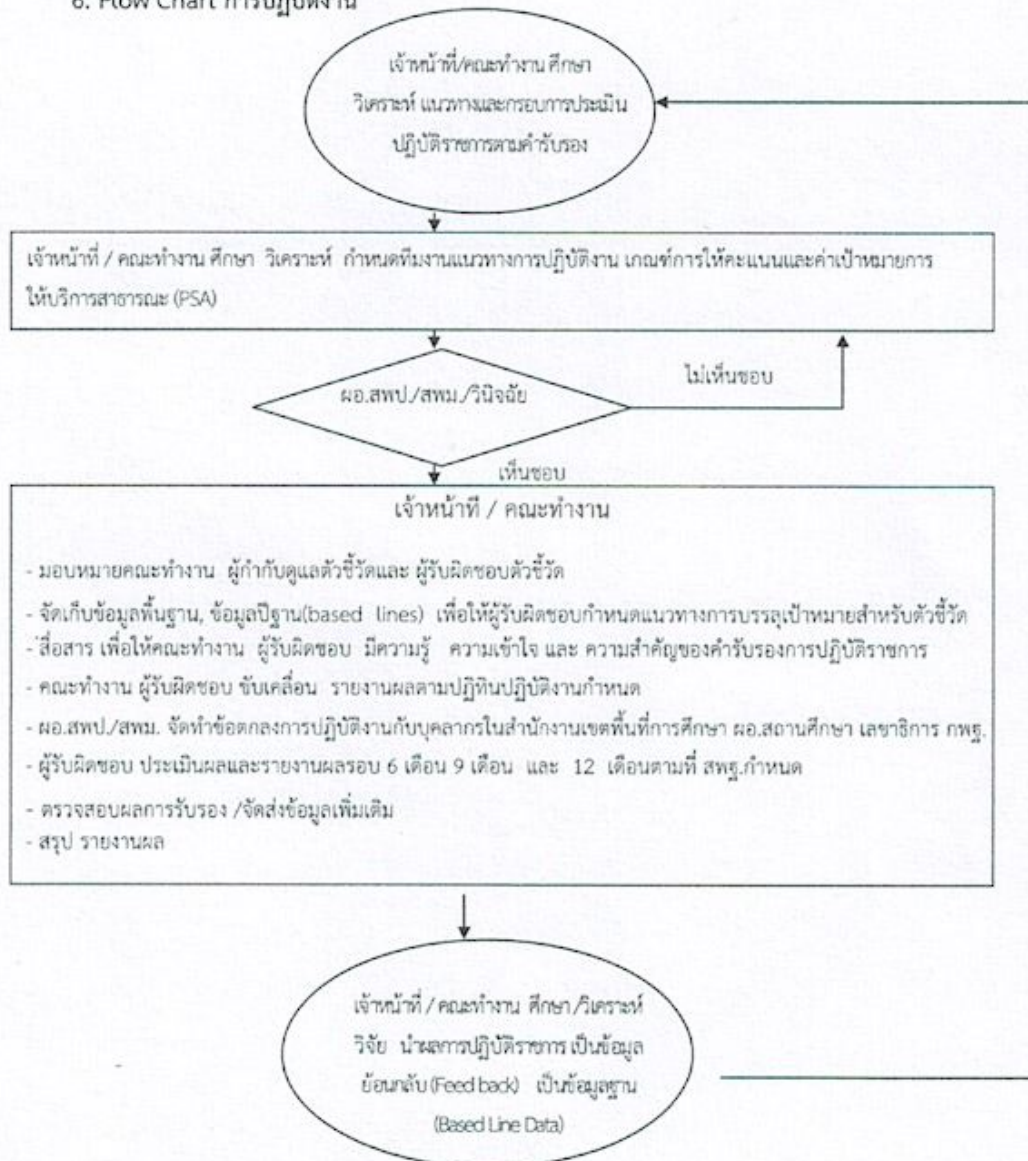 6. Flow Chart การปฏิบัติงาน
เจ้าหน้าที่/คณะทำงาน ศึกษา
วิเคราะห์ แนวทางและกรอบการประเมิน
ปฏิบัติราชการตามคำรับรอง
เจ้าหน้าที่ / คณะทำงาน ศึกษา วิเคราะห์ กำหนดทีมงานแนวทางการปฏิบัติงาน เกณฑ์การให้คะแนนและค่าเป้าหมายการ
ให้บริการสาธารณะ (PSA)
ไม่เห็นชอบ
ผอ.สพป./สพม./วินิจฉัย
เห็นชอบ
เจ้าหน้าที่ / คณะทำงาน
- มอบหมายคณะทำงาน ผู้กำกับดูแลตัวชี้วัดและ ผู้รับผิดชอบตัวชี้วัด
- จัดเก็บข้อมูลพื้นฐาน, ข้อมูลปีฐาน(based lines) เพื่อให้ผู้รับผิดชอบกำหนดแนวทางการบรรลุเป้าหมายสำหรับตัวชี้วัด
- สื่อสาร เพื่อให้คณะทำงาน ผู้รับผิดชอบ มีความรู้ ความเข้าใจ และ ความสำคัญของคำรับรองการปฏิบัติราชการ
- คณะทำงาน ผู้รับผิดชอบ ขับเคลื่อน รายงานผลตามปฏิทินปฏิบัติงานกำหนด
- ผอ.สพป./สพม. จัดทำข้อตกลงการปฏิบัติงานกับบุคลากรในสำนักงานเขตพื้นที่การศึกษา ผอ.สถานศึกษา เลขาธิการ กพฐ.
- ผู้รับผิดชอบ ประเมินผลและรายงานผลรอบ 6 เดือน 9 เดือน และ 12 เดือนตามที่ สพฐ.กำหนด
- ตรวจสอบผลการรับรอง /จัดส่งข้อมูลเพิ่มเติม
- สรุป รายงานผล
เจ้าหน้าที่ / คณะทำงาน ศึกษา /วิเคราะห์
วิจัย นำผลการปฏิบัติราชการ เป็นข้อมูล
ย้อนกลับ (Feed back) เป็นข้อมูลฐาน
(Based Line Data)